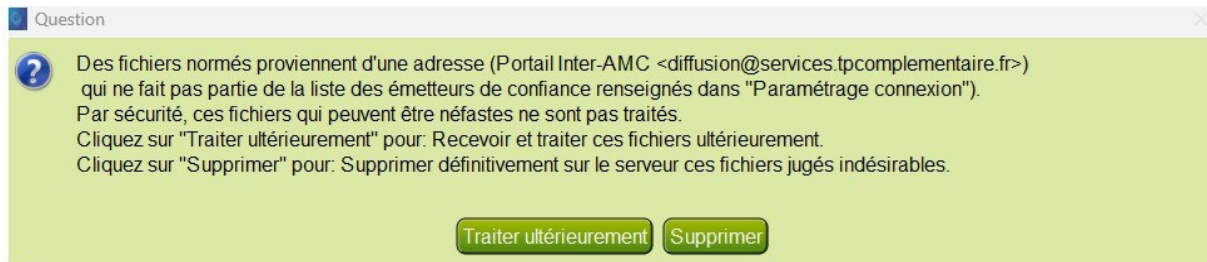 Question
Des fichiers normés proviennent d'une adresse (Portail Inter-AMC <diffusion@services.tpcomplementaire.fr>)
qui ne fait pas partie de la liste des émetteurs de confiance renseignés dans "Paramétrage connexion").
Par sécurité, ces fichiers qui peuvent être néfastes ne sont pas traités.
Cliquez sur "Traiter ultérieurement" pour: Recevoir et traiter ces fichiers ultérieurement.
Cliquez sur "Supprimer" pour: Supprimer définitivement sur le serveur ces fichiers jugés indésirables.
Traiter ultérieurement Supprimer